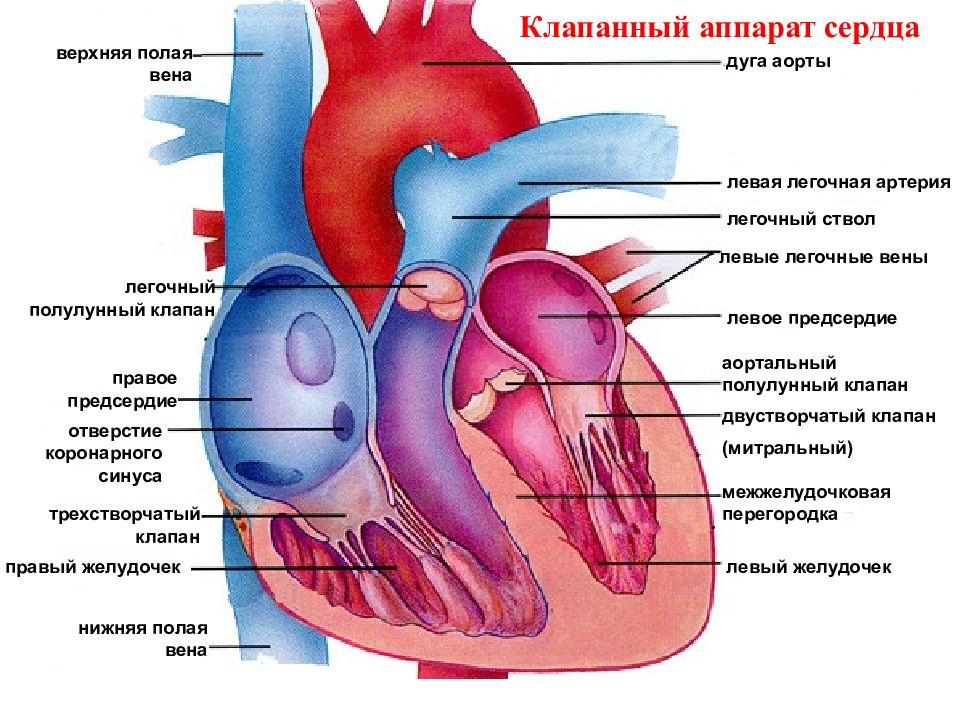 Клапанный аппарат сердца
верхняя полая
вена
легочный
полулунный клапан
правое
предсердие
отверстие
коронарного
синуса
трехстворчатый
клапан
правый желудочек
нижняя полая
вена
дуга аорты
левая легочная артерия
легочный ствол
левые легочные вены
левое предсердие
аортальный
полулунный клапан
двустворчатый клапан
(митральный)
межжелудочковая
перегородка
левый желудочек